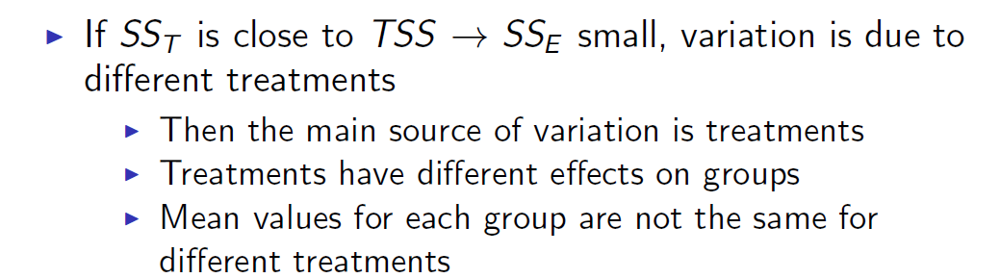 If SS_T is close to TSS → SS_E small, variation is due to
different treatments
Then the main source of variation is treatments
Treatments have different effects on groups
Mean values for each group are not the same for
different treatments